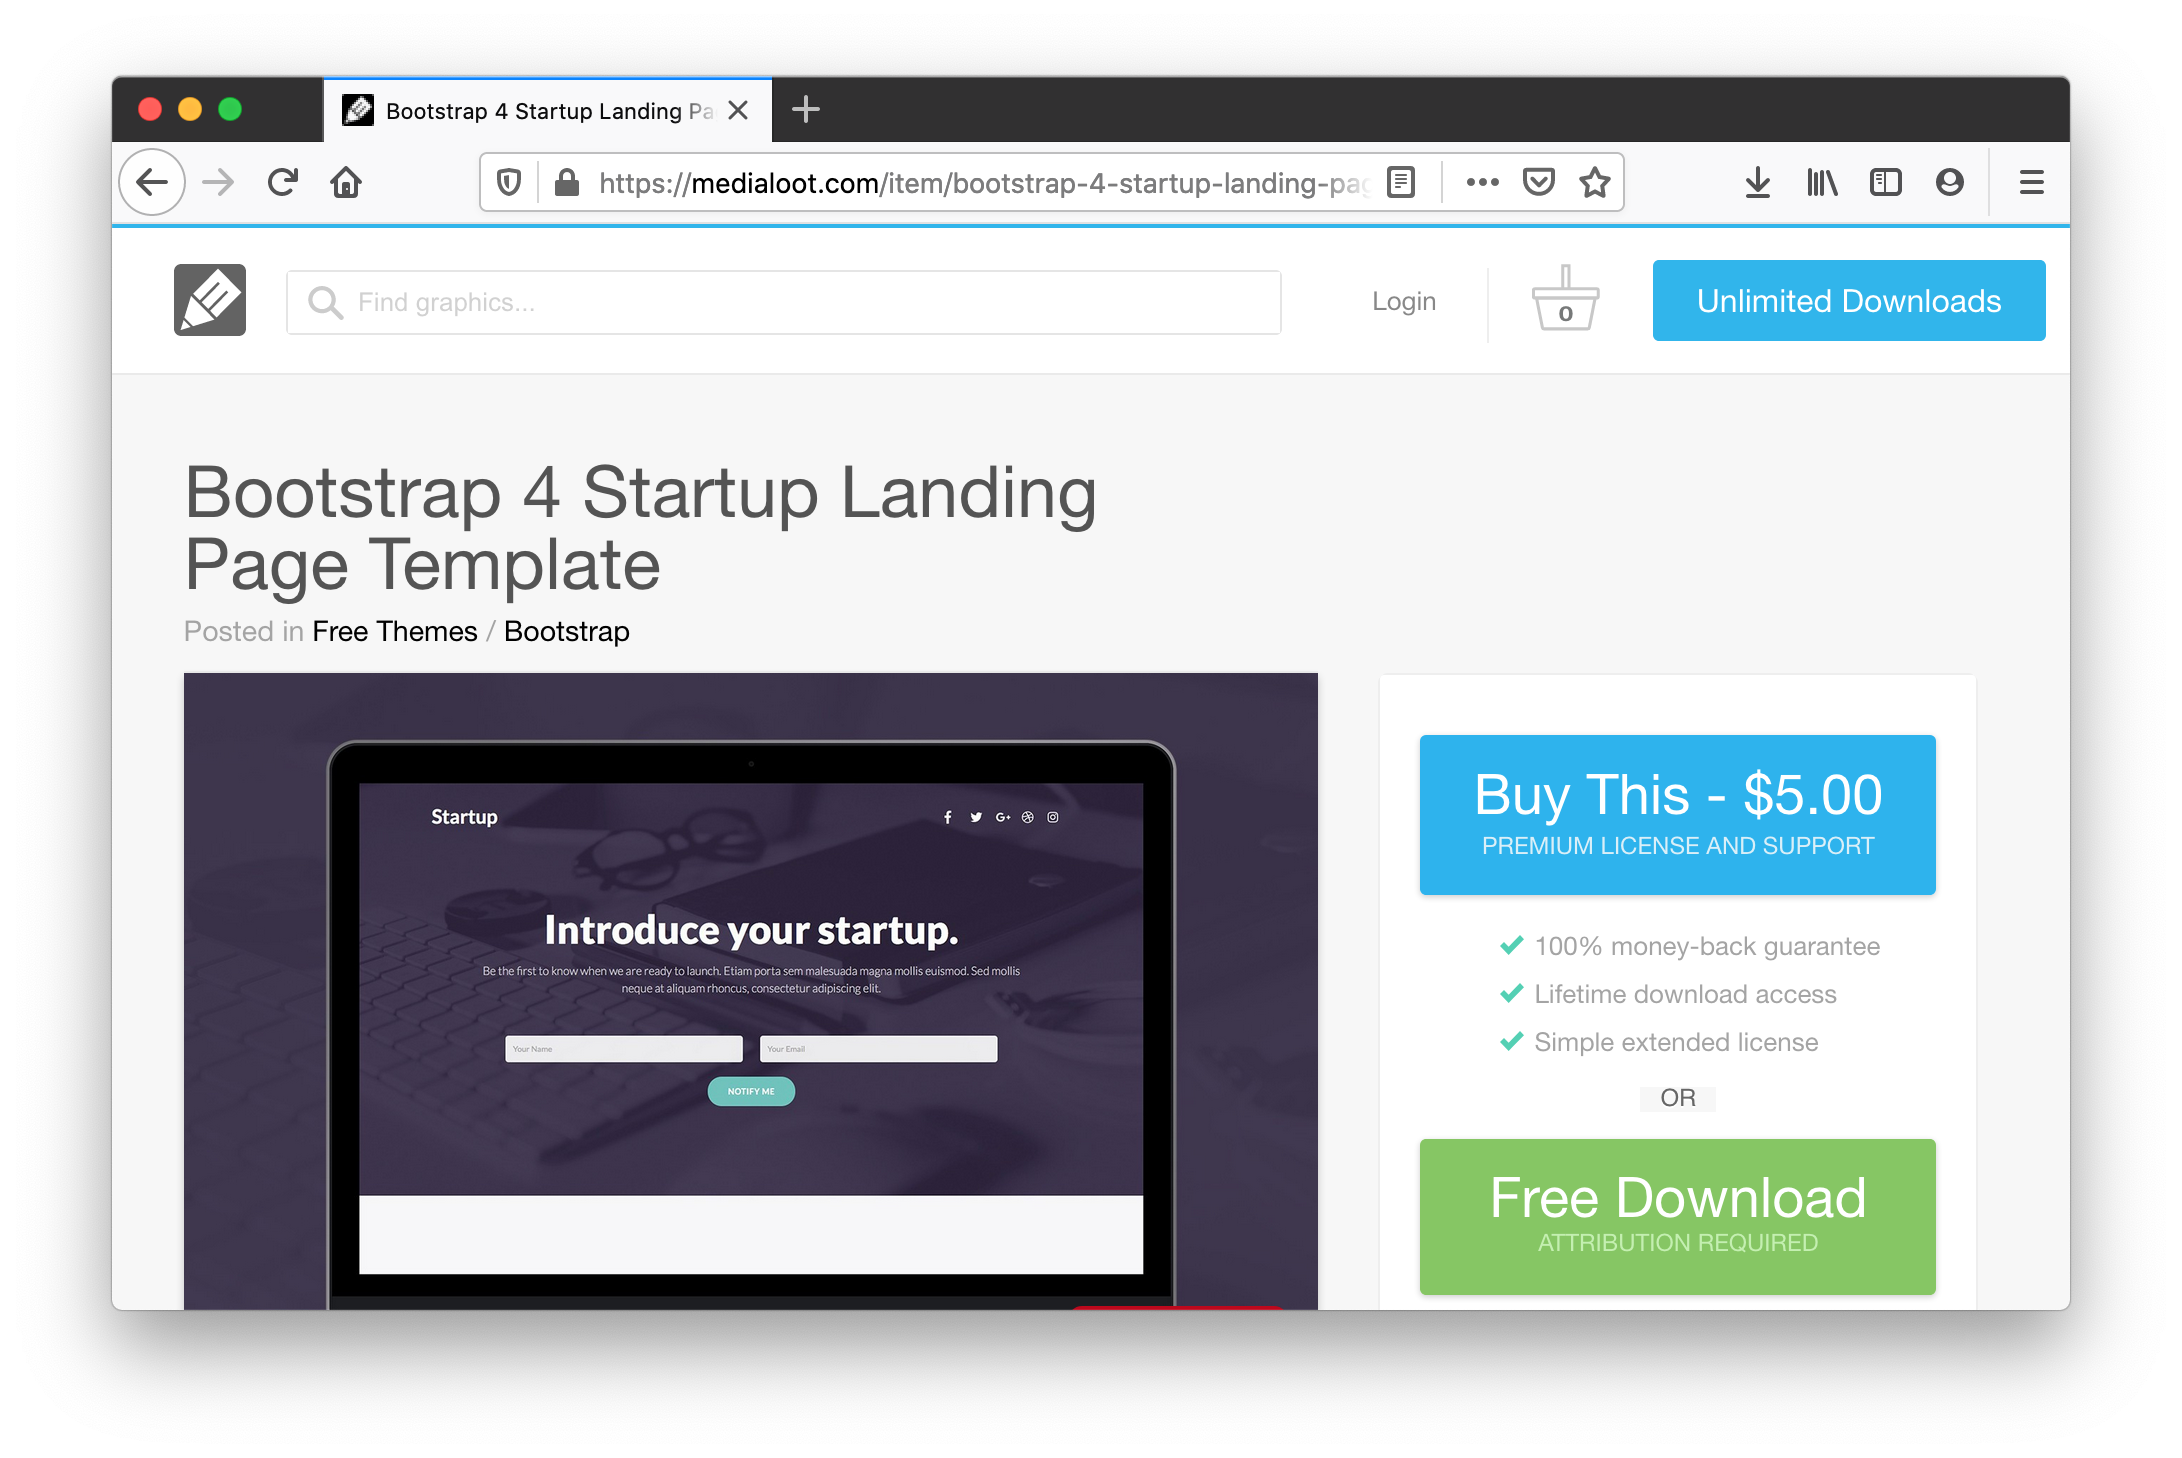 Bootstrap 4 Startup Landing Pa
https://medialoot.com/item/bootstrap-4-startup-landing-pag
Find graphics...
Login
0
Unlimited Downloads
Bootstrap 4 Startup Landing
Page Template
Posted in Free Themes / Bootstrap
Startup
Introduce your startup.
Be the first to know when we are ready to launch. Etiam porta sem malesuada magna mollis euismod. Sed mollis
neque at aliquam rhoncus, consectetur adipiscing elit.
Your Name
Your Email
NOTIFY ME
Buy This - $5.00
PREMIUM LICENSE AND SUPPORT
100% money-back guarantee
Lifetime download access
Simple extended license
OR
Free Download
ATTRIBUTION REQUIRED